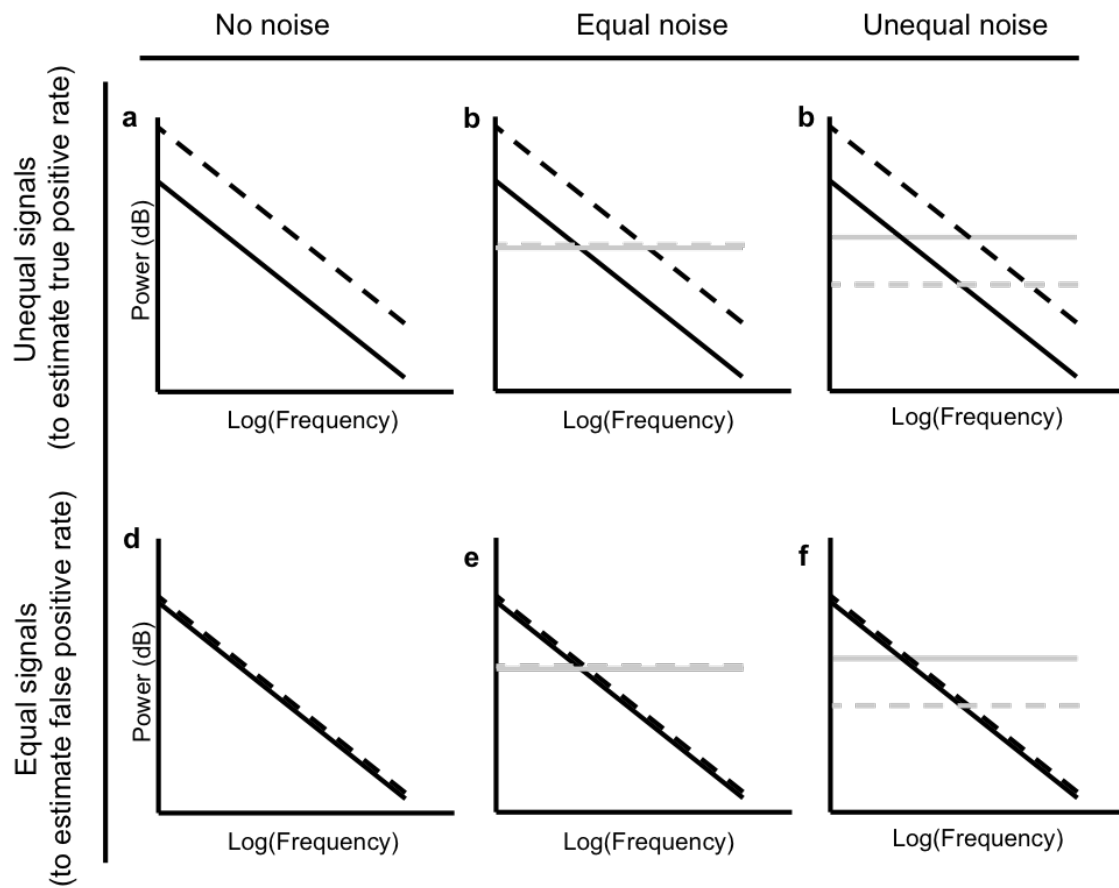 No noise
Equal noise
Unequal noise
Unequal signals
(to estimate true positive rate)
a
Power (dB)
Log(Frequency)
b
Log(Frequency)
b
Log(Frequency)
Equal signals
(to estimate false positive rate)
d
Power (dB)
Log(Frequency)
e
Log(Frequency)
f
Log(Frequency)